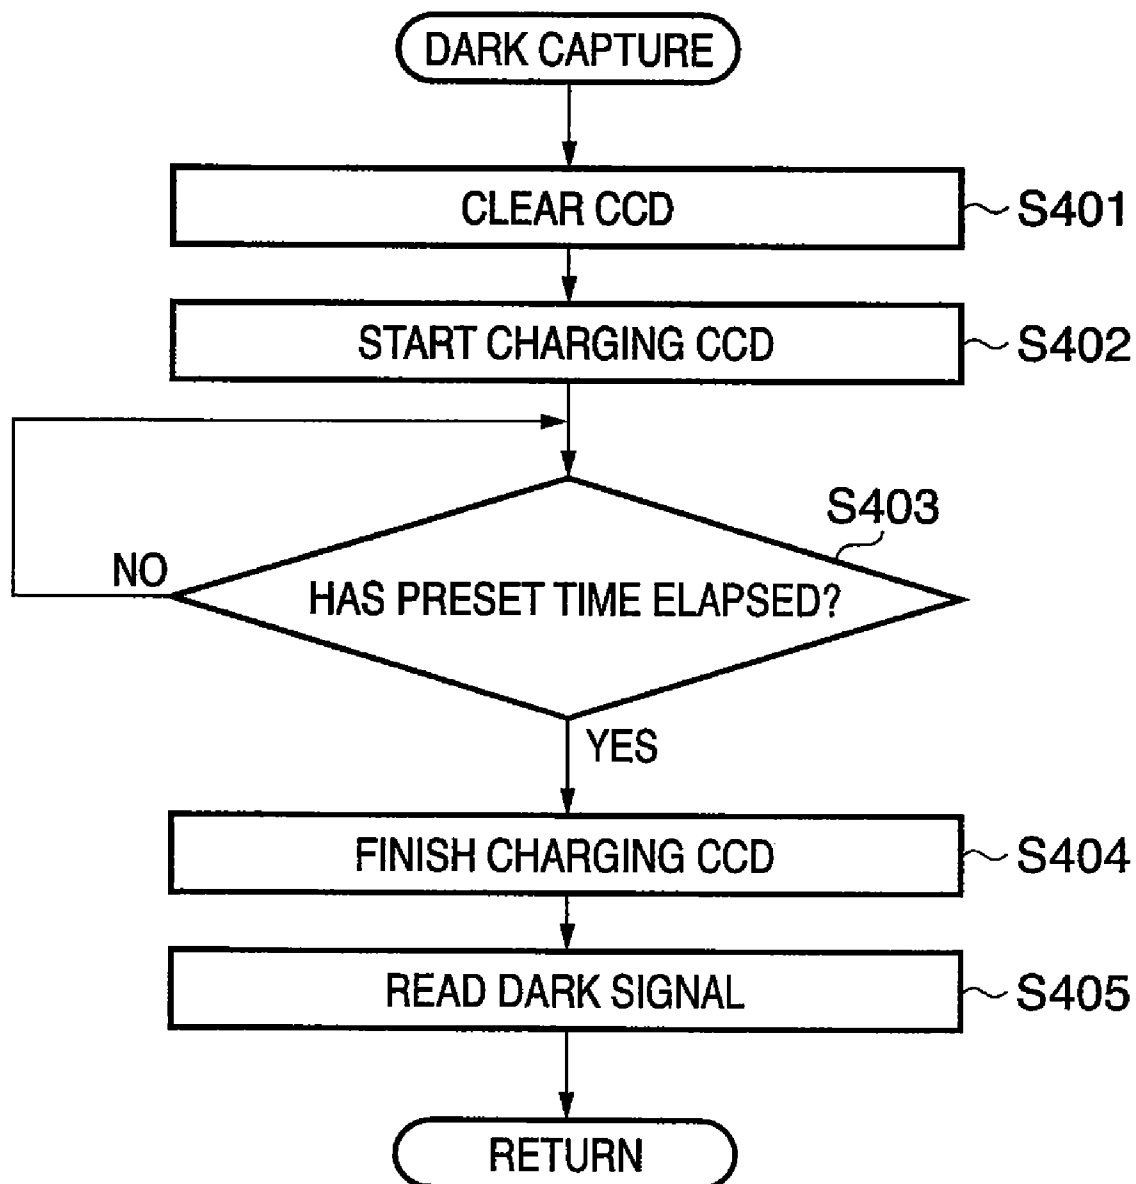 DARK CAPTURE
CLEAR CCD
S401
START CHARGING CCD
S402
S403
NO
HAS PRESET TIME ELAPSED?
YES
FINISH CHARGING CCD
S404
READ DARK SIGNAL
S405
RETURN